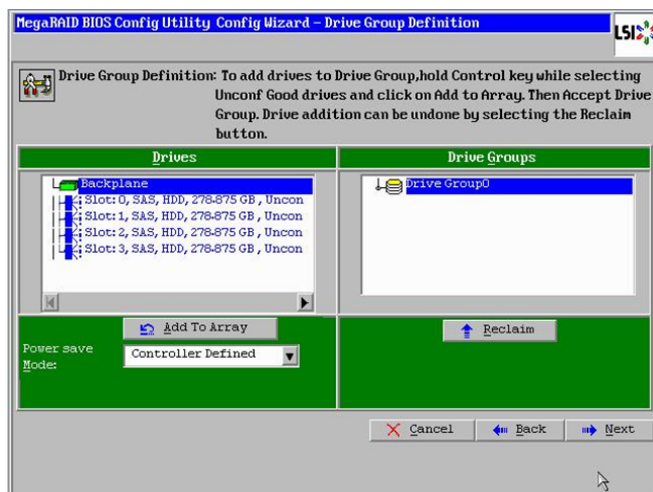 MegaRAID BIOS Config Utility Config Wizard – Drive Group Definition
LSI
Drive Group Definition: To add drives to Drive Group,hold Control key while selecting
Unconf Good drives and click on Add to Array. Then Accept Drive
Group. Drive addition can be undone by selecting the Reclaim
button.
Drives
Drive Groups
Backplane
Slot: 0, SAS, HDD, 278-875 GB , Uncon
Slot: 1, SAS, HDD, 278-875 GB , Uncon
Slot: 2, SAS, HDD, 278-875 GB , Uncon
Slot: 3, SAS, HDD, 278-875 GB , Uncon
Drive Group0
Add To Array
Reclaim
Power save
Mode:
Controller Defined
Cancel
Back
Next